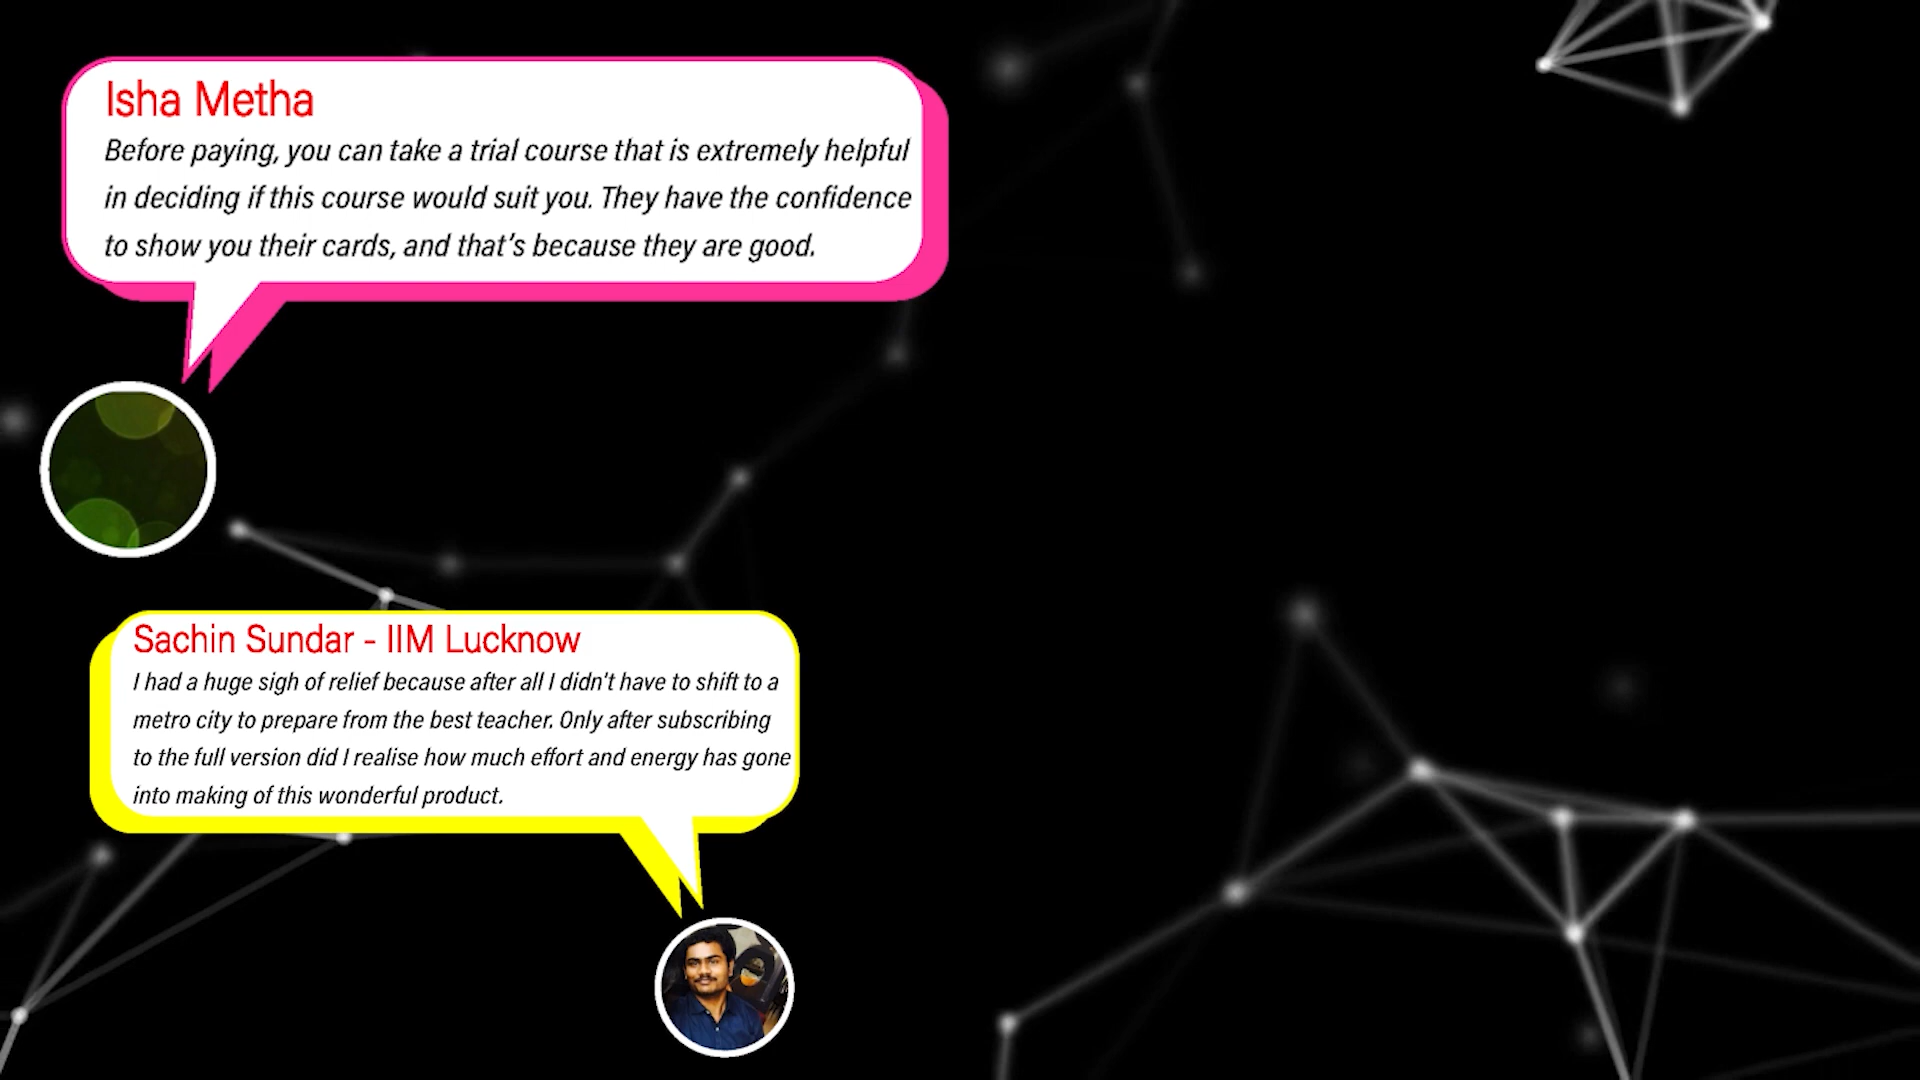 Isha Metha
Before paying, you can take a trial course that is extremely helpful
in deciding if this course would suit you. They have the confidence
to show you their cards, and that's because they are good.
Sachin Sundar - IIM Lucknow
I had a huge sigh of relief because after all I didn't have to shift to a
metro city to prepare from the best teacher. Only after subscribing
to the full version did I realise how much effort and energy has gone
into making of this wonderful product.